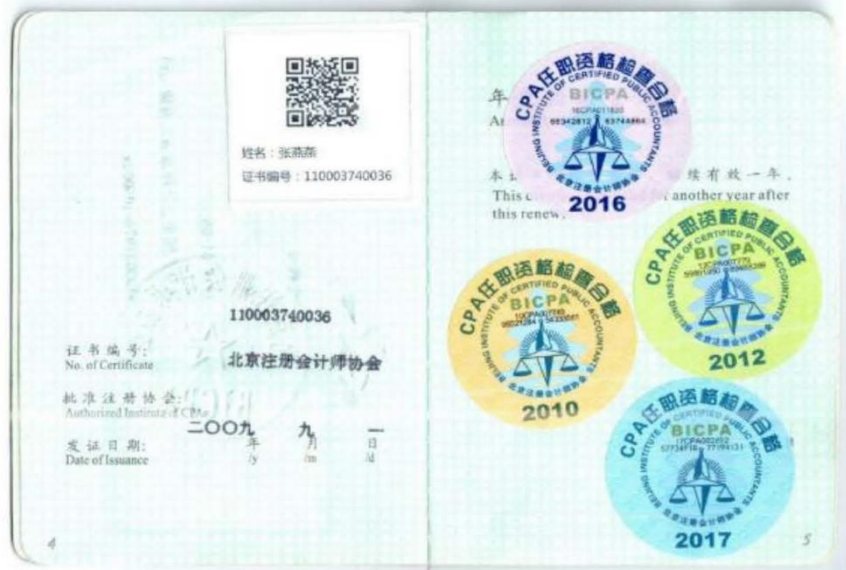 姓名：张燕燕
证书编号：110003740036
110003740036
证书编号：
No. of Certificate
北京注册会计师协会
批准注册协会：
Authorized Institute of CPAs
二〇〇九 九 一
发证日期： 年 月 日
Date of Issuance /y /m /d
4
年
本 续有效一年．
This another year after
this renew
CPA任职资格检查合格
BEIJING INSTITUTE OF CERTIFIED PUBLIC ACCOUNTANTS
BICPA
北京注册会计师协会
2016
CPA任职资格检查合格
BEIJING INSTITUTE OF CERTIFIED PUBLIC ACCOUNTANTS
BICPA
北京注册会计师协会
2012
CPA任职资格检查合格
BEIJING INSTITUTE OF CERTIFIED PUBLIC ACCOUNTANTS
BICPA
北京注册会计师协会
2010
CPA任职资格检查合格
BEIJING INSTITUTE OF CERTIFIED PUBLIC ACCOUNTANTS
BICPA
北京注册会计师协会
2017
5